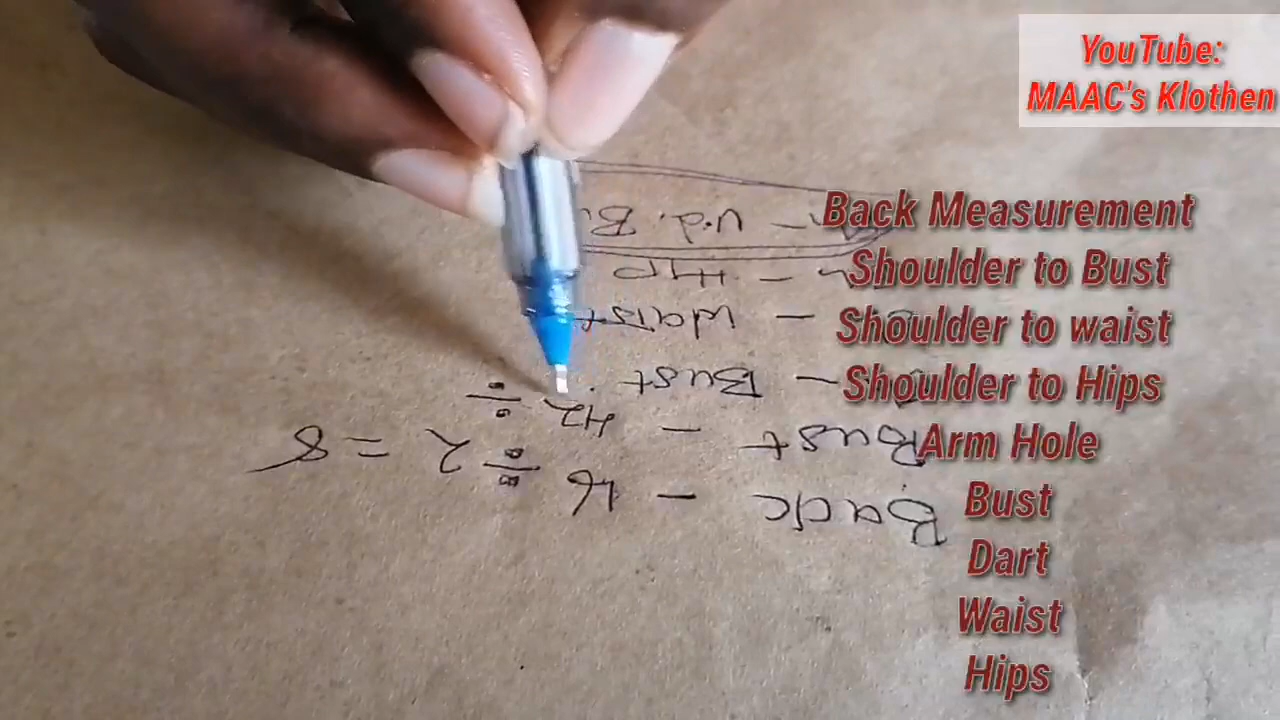 YouTube:
MAAC's Klothen
Back Measurement
Shoulder to Bust
Shoulder to waist
Shoulder to Hips
Arm Hole
Bust
Dart
Waist
Hips
Back - 16 ÷ 2 = 8
Bust - 42 ÷
- Bust
- Waist
- Hip
- U.d.